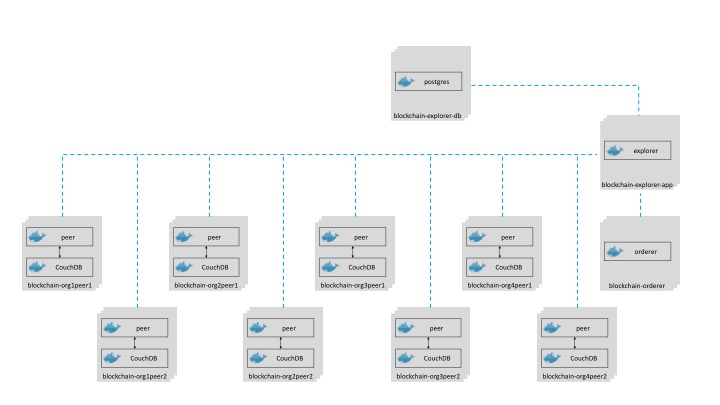 postgres
blockchain-explorer-db
explorer
blockchain-explorer-app
peer
CouchDB
blockchain-org1peer1
peer
CouchDB
blockchain-org2peer1
peer
CouchDB
blockchain-org3peer1
peer
CouchDB
blockchain-org4peer1
orderer
blockchain-orderer
peer
CouchDB
blockchain-org1peer2
peer
CouchDB
blockchain-org2peer2
peer
CouchDB
blockchain-org3peer2
peer
CouchDB
blockchain-org4peer2